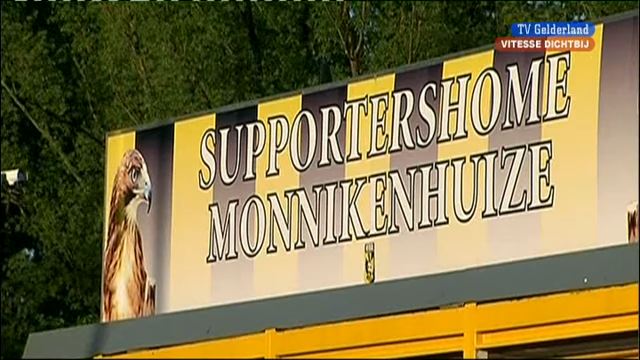 TV Gelderland
VITESSE DICHTBIJ
SUPPORTERSHOME
MONNIKENHUIZE